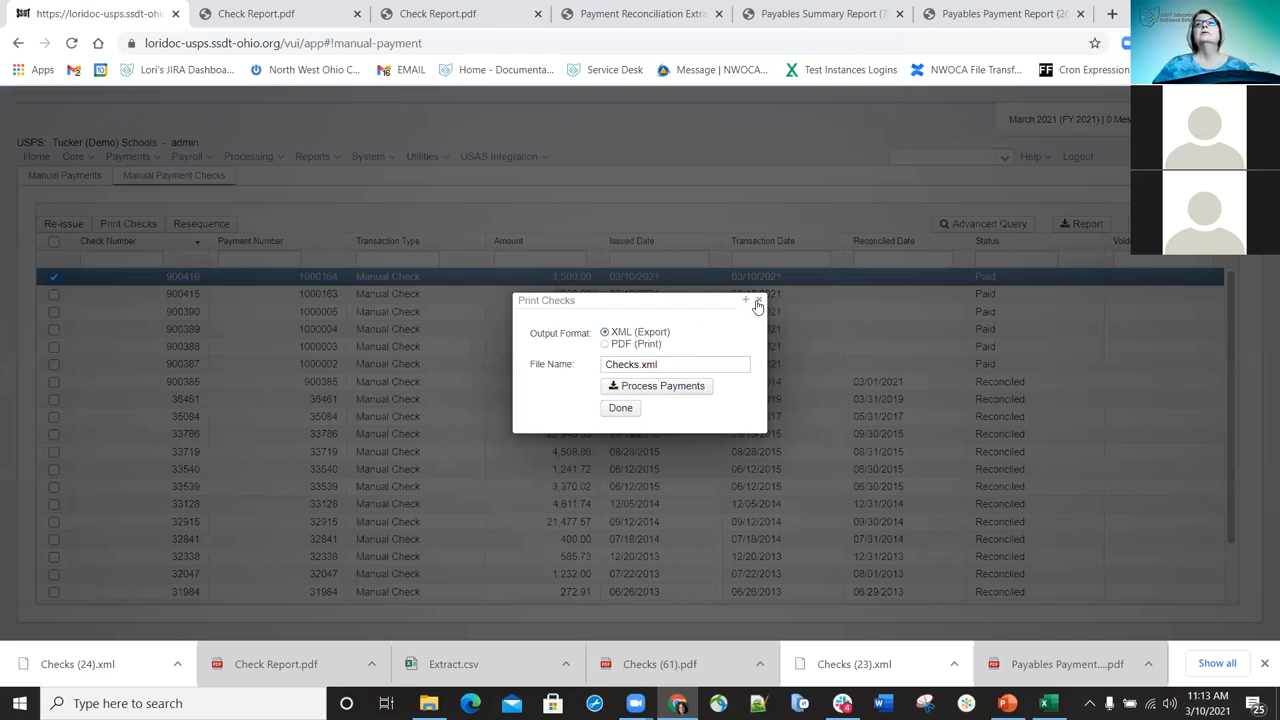 https://loridoc-usps.ssdt-ohio
Check Report.pdf
Check Report.pdf
Payment Reconciliation Extra
Payables Summary Report (7
Payables Payment Report (2
loridoc-usps.ssdt-ohio.org/vui/app#!manual-payment
Apps
Lori's JIRA Dashboa...
North West Ohio C...
EMAIL
Home - Documenta...
Service Desk
Message | NWOCA...
Test Instances Logins
NWOCA File Transf...
Cron Expression
March 2021 (FY 2021) | 0 Mes
USPS: Tucker (Demo) Schools - admin
Home Core Payments Payroll Processing Reports System Utilities USAS Integration Help Logout
Manual Payments Manual Payment Checks
Re-issue Print Checks Resequence Advanced Query Report
Check Number Payment Number Transaction Type Amount Issued Date Transaction Date Reconciled Date Status
900416 1000164 Manual Check 1,500.00 03/10/2021 03/10/2021 Paid
900415 1000163 Manual Check Paid
900390 1000005 Manual Check Paid
900389 1000004 Manual Check Paid
900388 1000003 Manual Check Paid
900387 1000002 Manual Check Paid
900385 900385 Manual Check 03/01/2021 Reconciled
36461 36461 Manual Check 03/31/2019 Reconciled
35084 35084 Manual Check 05/31/2017 Reconciled
33786 33786 Manual Check 09/30/2015 Reconciled
33719 33719 Manual Check 4,508.86 08/28/2015 08/28/2015 08/31/2015 Reconciled
33540 33540 Manual Check 1,241.72 06/12/2015 06/12/2015 06/30/2015 Reconciled
33539 33539 Manual Check 3,370.02 06/12/2015 06/12/2015 06/30/2015 Reconciled
33128 33128 Manual Check 4,611.74 12/05/2014 12/05/2014 12/31/2014 Reconciled
32915 32915 Manual Check 21,477.57 09/12/2014 09/12/2014 09/30/2014 Reconciled
32841 32841 Manual Check 400.00 07/18/2014 07/18/2014 07/31/2014 Reconciled
32338 32338 Manual Check 585.73 12/20/2013 12/20/2013 12/31/2013 Reconciled
32047 32047 Manual Check 1,232.00 07/22/2013 07/22/2013 08/01/2013 Reconciled
31984 31984 Manual Check 272.91 06/26/2013 06/26/2013 06/29/2013 Reconciled
Print Checks
Output Format: XML (Export)
PDF (Print)
File Name: Checks.xml
Process Payments
Done
Checks (24).xml
Check Report.pdf
Extract.csv
Checks (61).pdf
Checks (23).xml
Payables Payment....pdf
Show all
Type here to search
11:13 AM
3/10/2021
25